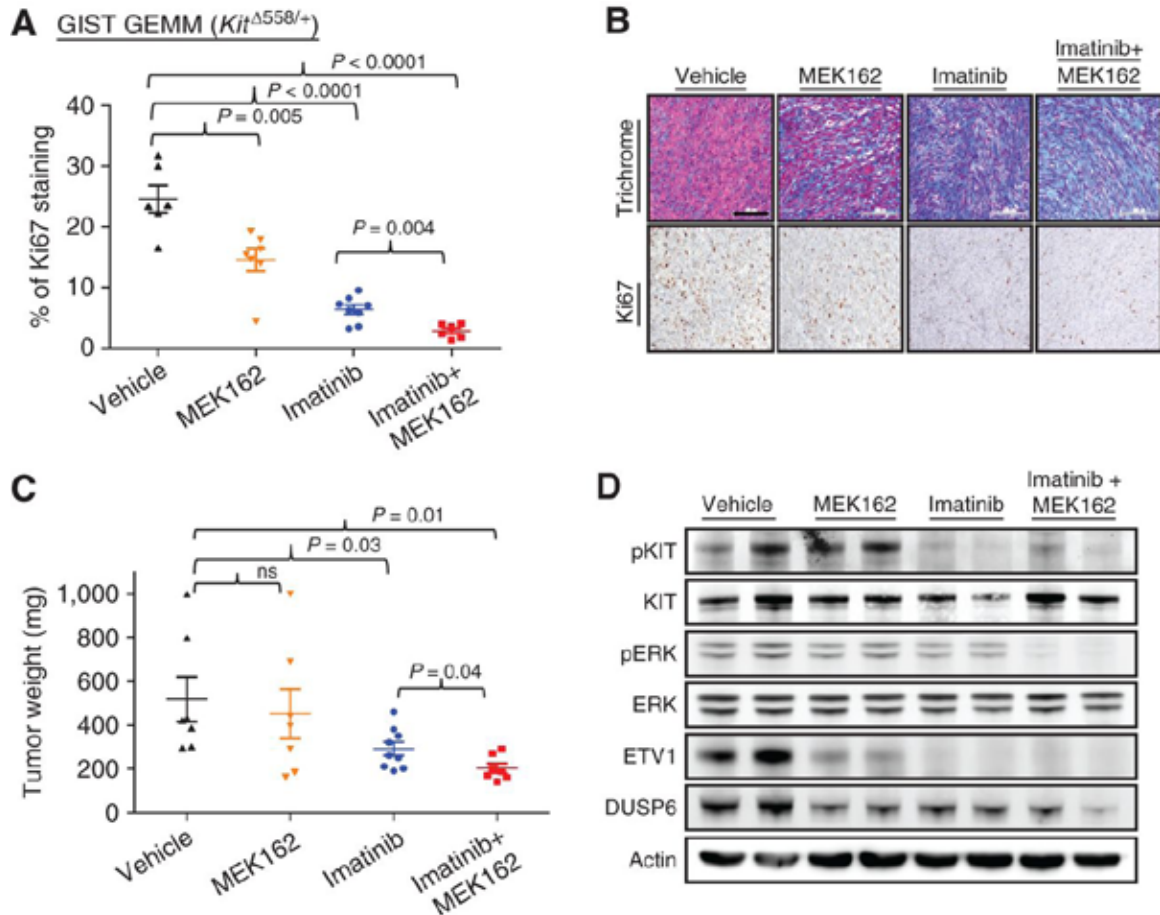 A GIST GEMM (Kit^Δ558/+)
P < 0.0001
P < 0.0001
P = 0.005
P = 0.004
% of Ki67 staining
40
30
20
10
0
Vehicle
MEK162
Imatinib
Imatinib+
MEK162
B
Vehicle
MEK162
Imatinib
Imatinib+
MEK162
Trichrome
Ki67
C
P = 0.01
P = 0.03
ns
P = 0.04
Tumor weight (mg)
1,000
800
600
400
200
0
Vehicle
MEK162
Imatinib
Imatinib+
MEK162
D
Vehicle
MEK162
Imatinib
Imatinib +
MEK162
pKIT
KIT
pERK
ERK
ETV1
DUSP6
Actin